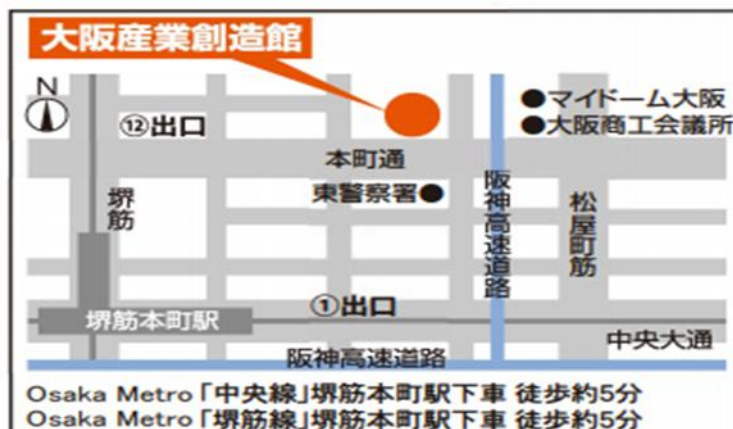 大阪産業創造館
N
⑫出口
●マイドーム大阪
●大阪商工会議所
本町通
堺筋
東警察署●
阪神高速道路
松屋町筋
①出口
堺筋本町駅
中央大通
阪神高速道路
Osaka Metro「中央線」堺筋本町駅下車 徒歩約5分
Osaka Metro「堺筋線」堺筋本町駅下車 徒歩約5分